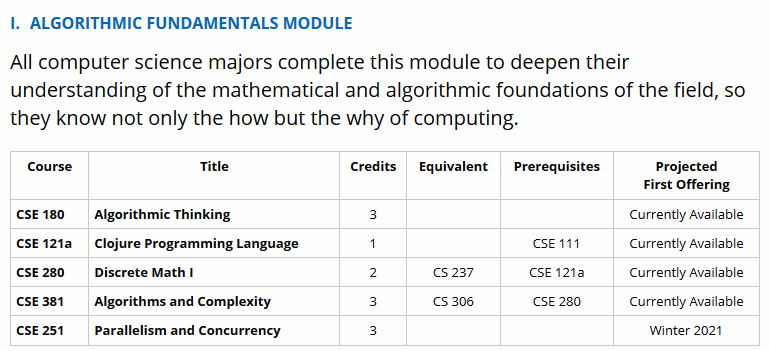 I. ALGORITHMIC FUNDAMENTALS MODULE
All computer science majors complete this module to deepen their
understanding of the mathematical and algorithmic foundations of the field, so
they know not only the how but the why of computing.
Course Title Credits Equivalent Prerequisites Projected
First Offering
CSE 180 Algorithmic Thinking 3 Currently Available
CSE 121a Clojure Programming Language 1 CSE 111 Currently Available
CSE 280 Discrete Math I 2 CS 237 CSE 121a Currently Available
CSE 381 Algorithms and Complexity 3 CS 306 CSE 280 Currently Available
CSE 251 Parallelism and Concurrency 3 Winter 2021